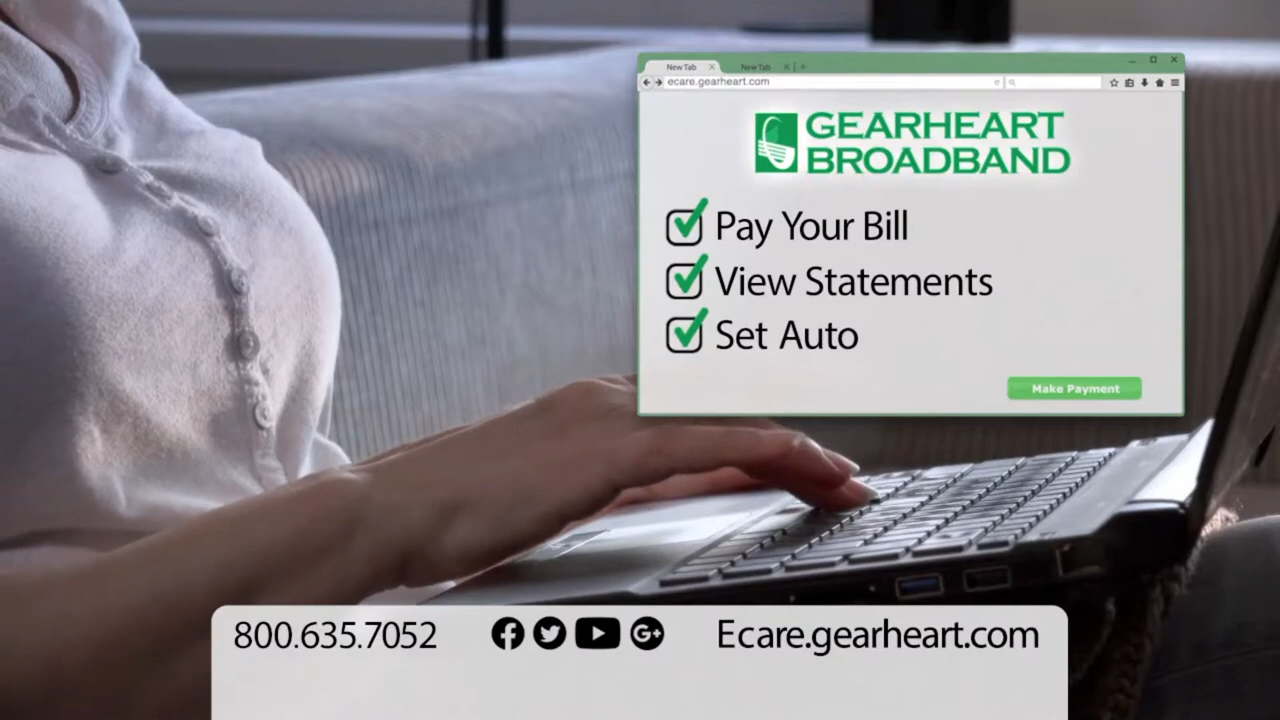 New Tab
New Tab
ecare.gearheart.com
GEARHEART
BROADBAND
Pay Your Bill
View Statements
Set Auto
Make Payment
800.635.7052
Ecare.gearheart.com